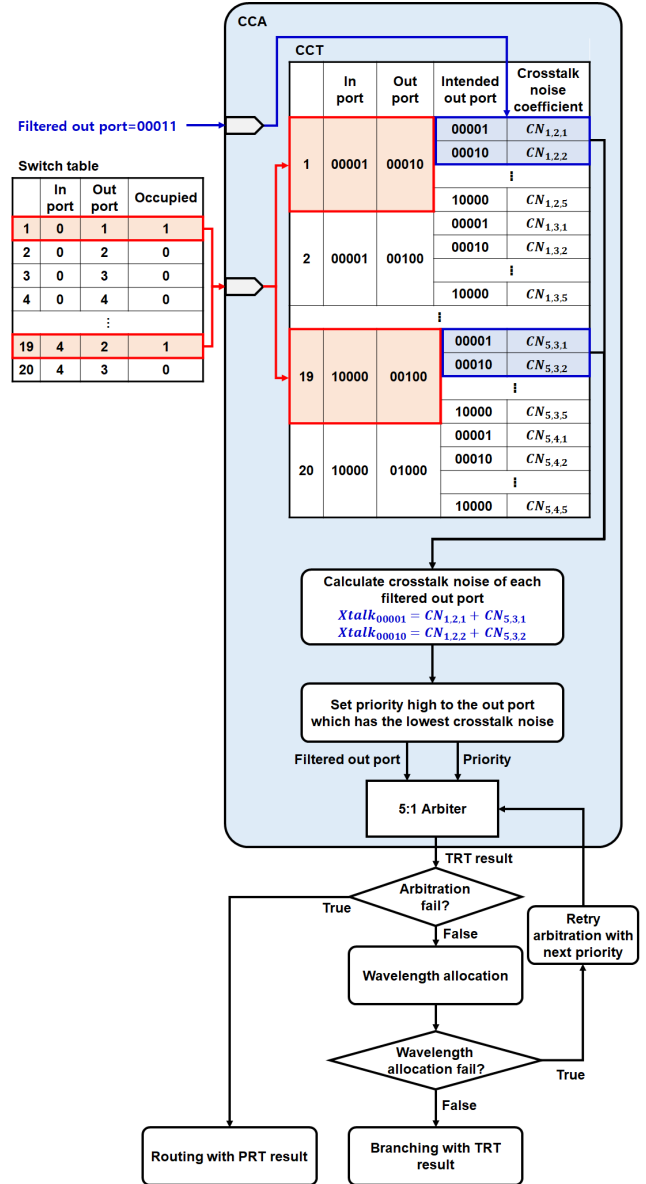 CCA
CCT
In port Out port Intended out port Crosstalk noise coefficient
Filtered out port=00011
1 00001 00010
00001 CN1,2,1
00010 CN1,2,2
⋮
10000 CN1,2,5
2 00001 00100
00001 CN1,3,1
00010 CN1,3,2
⋮
10000 CN1,3,5
⋮
19 10000 00100
00001 CN5,3,1
00010 CN5,3,2
⋮
10000 CN5,3,5
20 10000 01000
00001 CN5,4,1
00010 CN5,4,2
⋮
10000 CN5,4,5
Switch table
In port Out port Occupied
1 0 1 1
2 0 2 0
3 0 3 0
4 0 4 0
⋮
19 4 2 1
20 4 3 0
Calculate crosstalk noise of each
filtered out port
Xtalk00001 = CN1,2,1 + CN5,3,1
Xtalk00010 = CN1,2,2 + CN5,3,2
Set priority high to the out port
which has the lowest crosstalk noise
Filtered out port
Priority
5:1 Arbiter
TRT result
Arbitration
fail?
True
False
Retry
arbitration with
next priority
Wavelength allocation
Wavelength
allocation fail?
True
False
Routing with PRT result
Branching with TRT
result